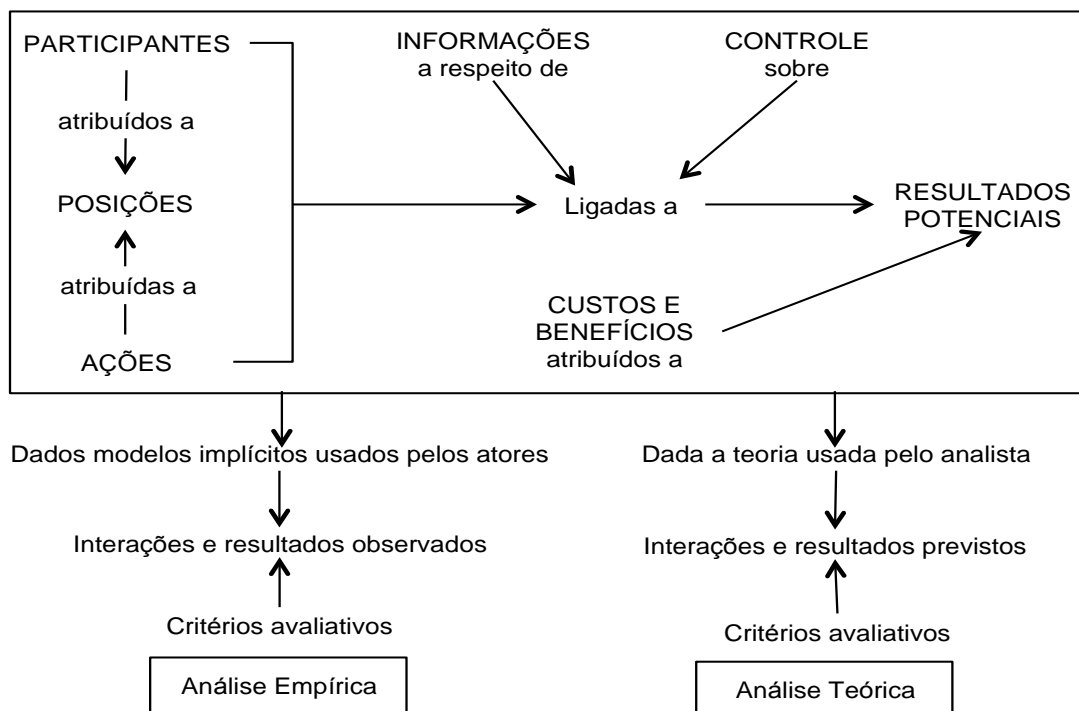 PARTICIPANTES
INFORMAÇÕES
a respeito de
CONTROLE
sobre
atribuídos a
POSIÇÕES
Ligadas a
RESULTADOS
POTENCIAIS
atribuídas a
CUSTOS E
BENEFÍCIOS
atribuídos a
AÇÕES
Dados modelos implícitos usados pelos atores
Dada a teoria usada pelo analista
Interações e resultados observados
Interações e resultados previstos
Critérios avaliativos
Critérios avaliativos
Análise Empírica
Análise Teórica